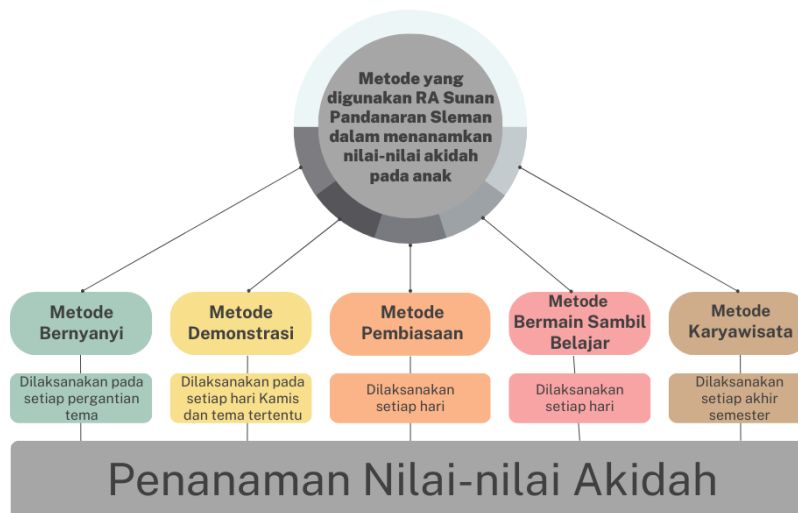 Metode yang
digunakan RA Sunan
Pandanaran Sleman
dalam menanamkan
nilai-nilai akidah
pada anak
Metode
Bernyanyi
Metode
Demonstrasi
Metode
Pembiasaan
Metode
Bermain Sambil
Belajar
Metode
Karyawisata
Dilaksanakan pada
setiap pergantian
tema
Dilaksanakan pada
setiap hari Kamis
dan tema tertentu
Dilaksanakan
setiap hari
Dilaksanakan
setiap hari
Dilaksanakan
setiap akhir
semester
Penanaman Nilai-nilai Akidah